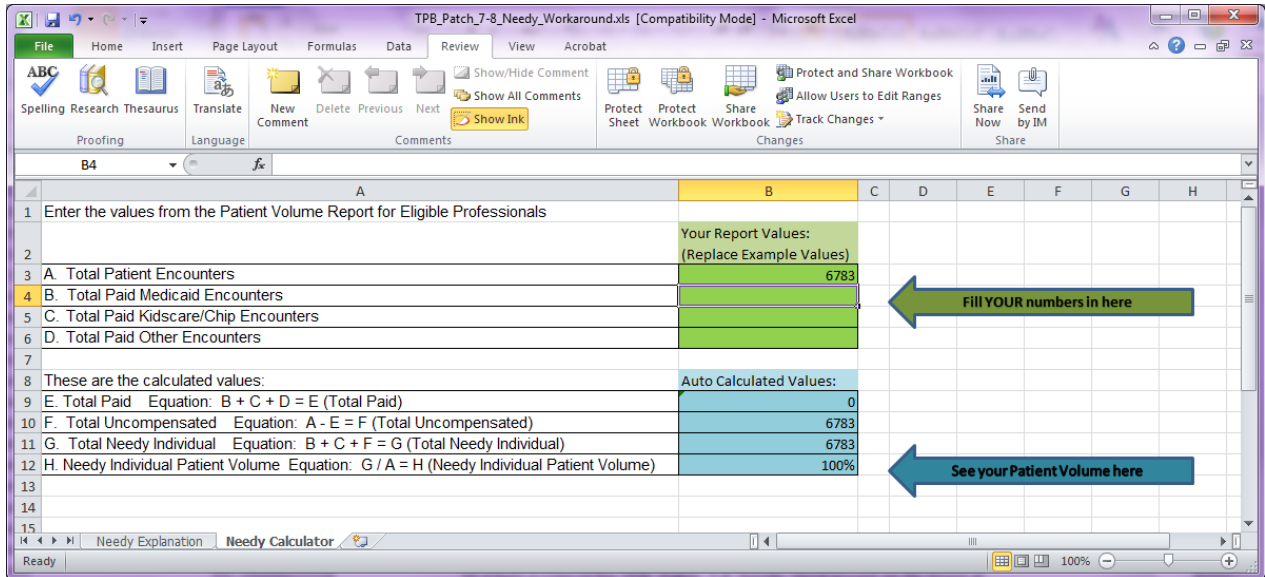 TPB_Patch_7-8_Needy_Workaround.xls [Compatibility Mode] - Microsoft Excel
File Home Insert Page Layout Formulas Data Review View Acrobat
ABC Show/Hide Comment Protect and Share Workbook
Show All Comments Allow Users to Edit Ranges
Spelling Research Thesaurus Translate New Comment Delete Previous Next Show Ink Protect Sheet Protect Workbook Share Workbook Track Changes Share Now Send by IM
Proofing Language Comments Changes Share
B4 fx
A B C D E F G H
1 Enter the values from the Patient Volume Report for Eligible Professionals
Your Report Values:
2 (Replace Example Values)
3 A. Total Patient Encounters 6783
4 B. Total Paid Medicaid Encounters Fill YOUR numbers in here
5 C. Total Paid Kidscare/Chip Encounters
6 D. Total Paid Other Encounters
7
8 These are the calculated values: Auto Calculated Values:
9 E. Total Paid Equation: B + C + D = E (Total Paid) 0
10 F. Total Uncompensated Equation: A - E = F (Total Uncompensated) 6783
11 G. Total Needy Individual Equation: B + C + F = G (Total Needy Individual) 6783
12 H. Needy Individual Patient Volume Equation: G / A = H (Needy Individual Patient Volume) 100% See your Patient Volume here
13
14
15
Needy Explanation Needy Calculator
Ready 100%